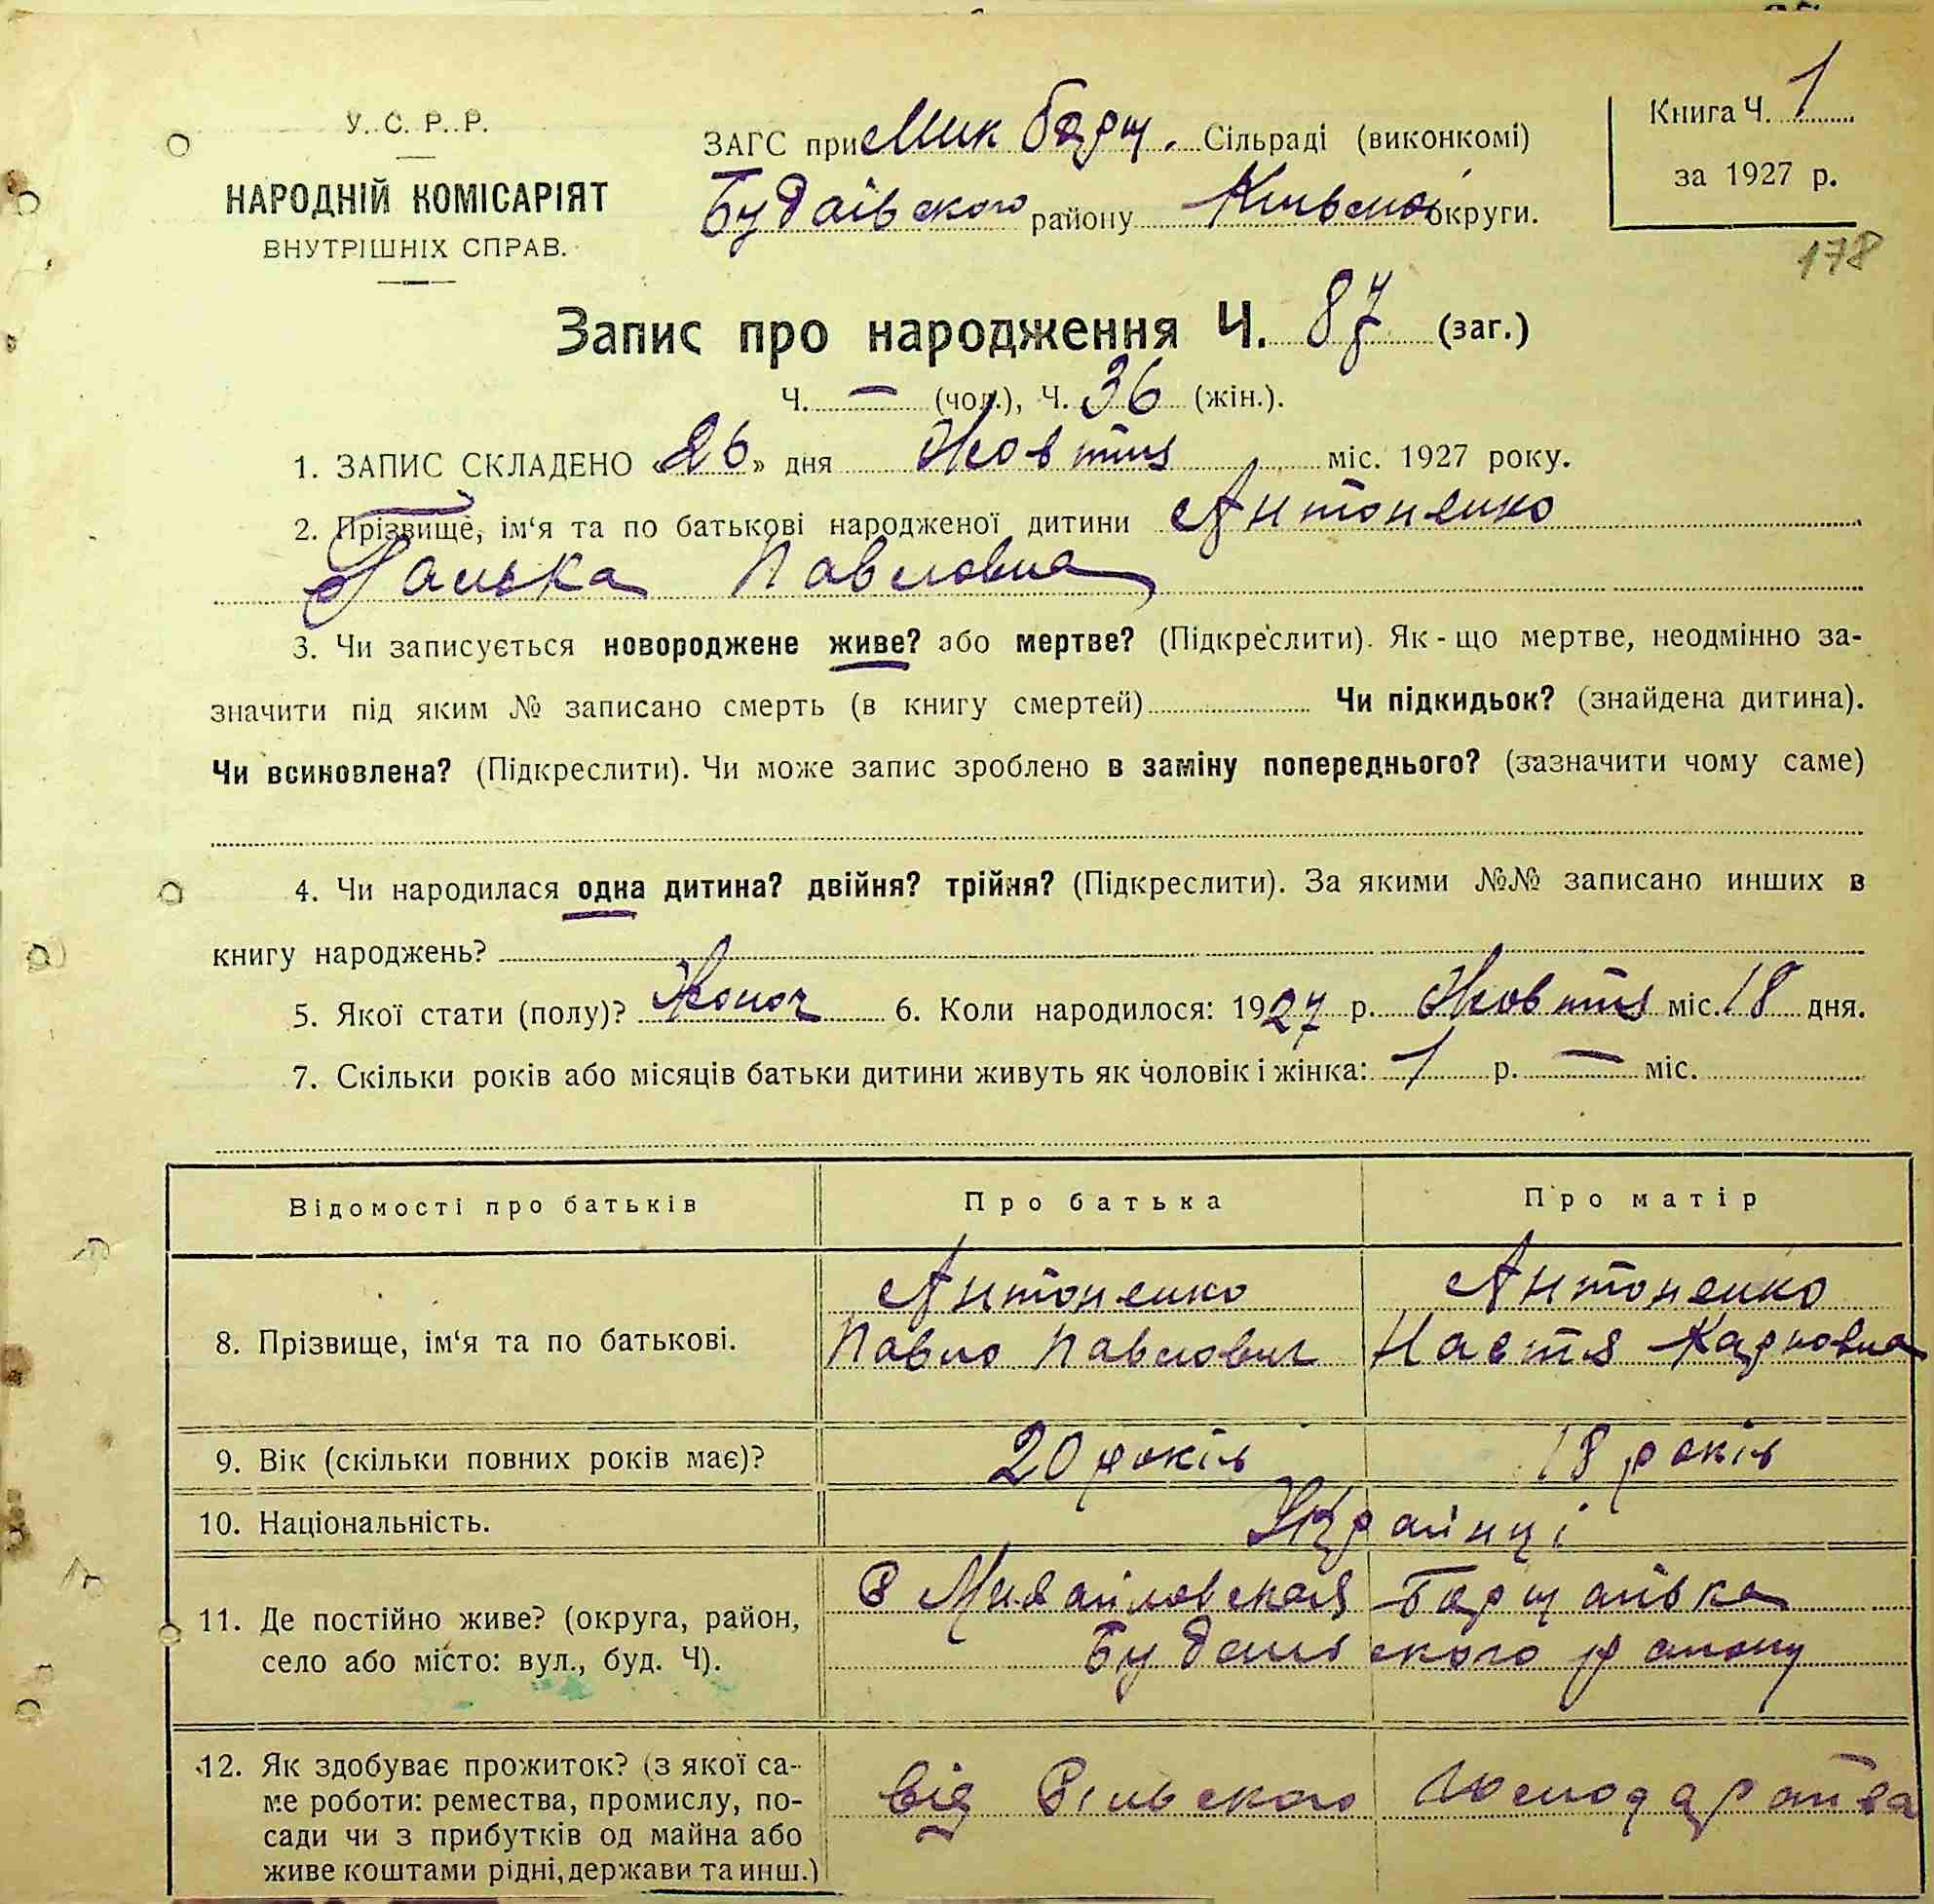 У. С. Р. Р.
НАРОДНІЙ КОМІСАРІЯТ
ВНУТРІШНІХ СПРАВ.
ЗАГС при Мик Борщ. Сільраді (виконкомі)
Будаївського району Київської округи.
Книга Ч. 1
за 1927 р.
178
Запис про народження Ч. 87 (заг.)
Ч. — (чол.), Ч. 36 (жін.).
1. ЗАПИС СКЛАДЕНО «26» дня Жовтня міс. 1927 року.
2. Прізвище, ім‘я та по батькові народженої дитини Антоненко
Галька Павловна
3. Чи записується новороджене живе? або мертве? (Підкреслити). Як-що мертве, неодмінно за-
значити під яким № записано смерть (в книгу смертей) Чи підкидьок? (знайдена дитина).
Чи всиновлена? (Підкреслити). Чи може запис зроблено в заміну попереднього? (зазначити чому саме)
4. Чи народилася одна дитина? двійня? трійня? (Підкреслити). За якими №№ записано инших в
книгу народжень?
5. Якої стати (полу)? Жоноч 6. Коли народилося: 1927 р. Жовтня міс. 18 дня.
7. Скільки років або місяців батьки дитини живуть як чоловік і жінка: 1 р. — міс.
Відомості про батьків Про батька Про матір
8. Прізвище, ім‘я та по батькові.
Антоненко
Павло Павлович
Антоненко
Настя Карповна
9. Вік (скільки повних років має)? 20 років 18 років
10. Національність. Українці
11. Де постійно живе? (округа, район,
село або місто: вул., буд. Ч).
В Михайловская Борщаївка
Будаївського району
12. Як здобуває прожиток? (з якої са-
ме роботи: ремества, промислу, по-
сади чи з прибутків од майна або
живе коштами рідні, держави та инш.)
від Сільского Господарства